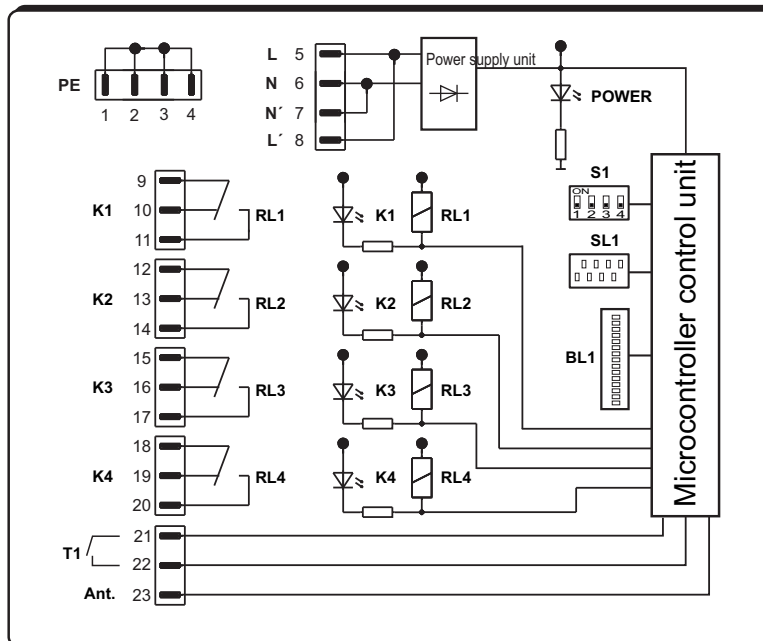 PE
1 2 3 4
L 5
N 6
N´ 7
L´ 8
Power supply unit
POWER
K1
9
10
11
RL1
K1
RL1
K2
12
13
14
RL2
K2
RL2
K3
15
16
17
RL3
K3
RL3
K4
18
19
20
RL4
K4
RL4
S1
ON
1 2 3 4
SL1
BL1
Microcontroller control unit
T1
21
22
Ant. 23